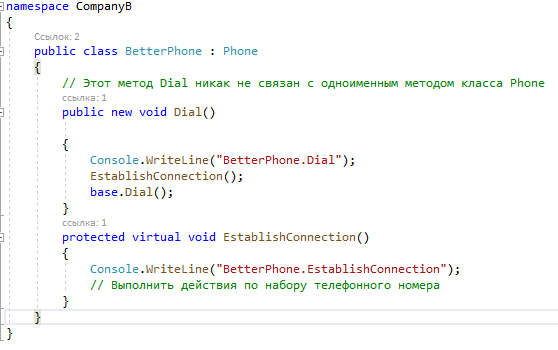 namespace CompanyB
{
Ссылок: 2
public class BetterPhone : Phone
{
// Этот метод Dial никак не связан с одноименным методом класса Phone
ссылка: 1
public new void Dial()
{
Console.WriteLine("BetterPhone.Dial");
EstablishConnection();
base.Dial();
}
ссылка: 1
protected virtual void EstablishConnection()
{
Console.WriteLine("BetterPhone.EstablishConnection");
// Выполнить действия по набору телефонного номера
}
}
}